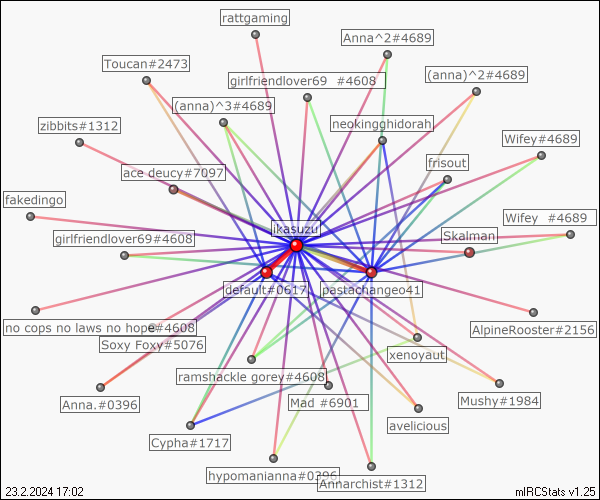 rattgaming
Anna^2#4689
Toucan#2473
girlfriendlover69 #4608
(anna)^2#4689
(anna)^3#4689
neokingghidorah
zibbits#1312
Wifey#4689
frisout
ace deucy#7097
fakedingo
Wifey #4689
ikasuzu
Skalman
girlfriendlover69#4608
default#0617
pastachangeo41
no cops no laws no hope#4608
AlpineRooster#2156
Soxy Foxy#5076
xenoyaut
ramshackle gorey#4608
Anna.#0396
Mad #6901
Mushy#1984
avelicious
Cypha#1717
hypomanianna#0396
Annarchist#1312
23.2.2024 17:02
mIRCStats v1.25